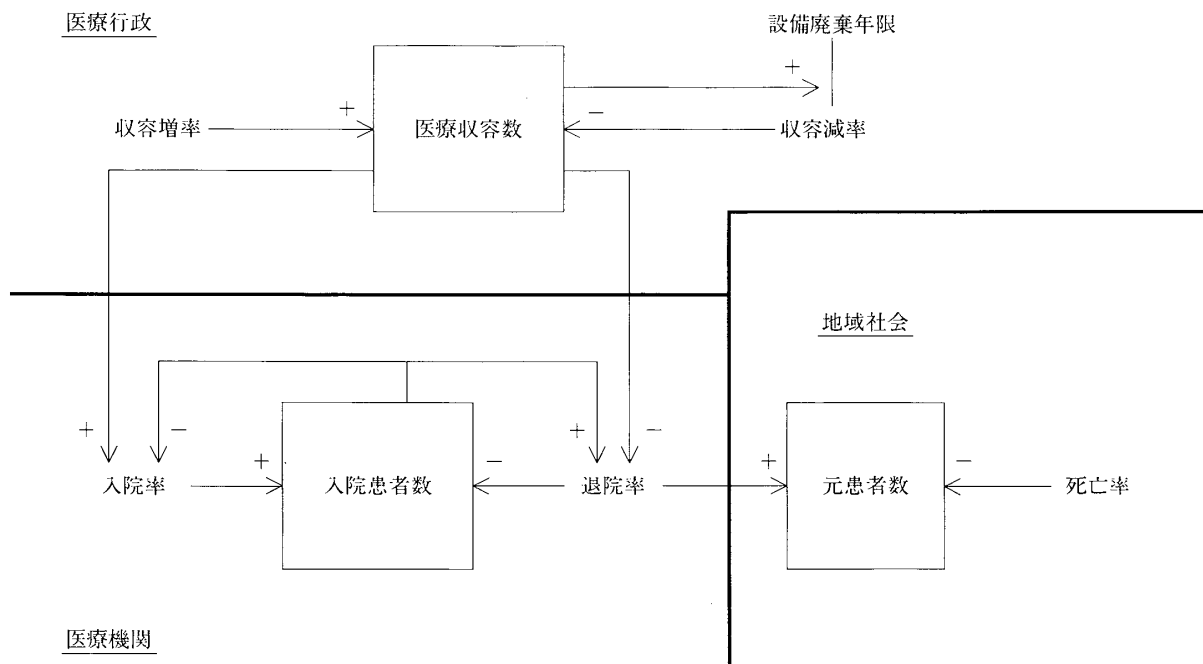 医療行政
設備廃棄年限
+
+
−
収容増率
医療収容数
収容減率
地域社会
+
−
+
−
+
−
+
−
入院率
入院患者数
退院率
元患者数
死亡率
医療機関